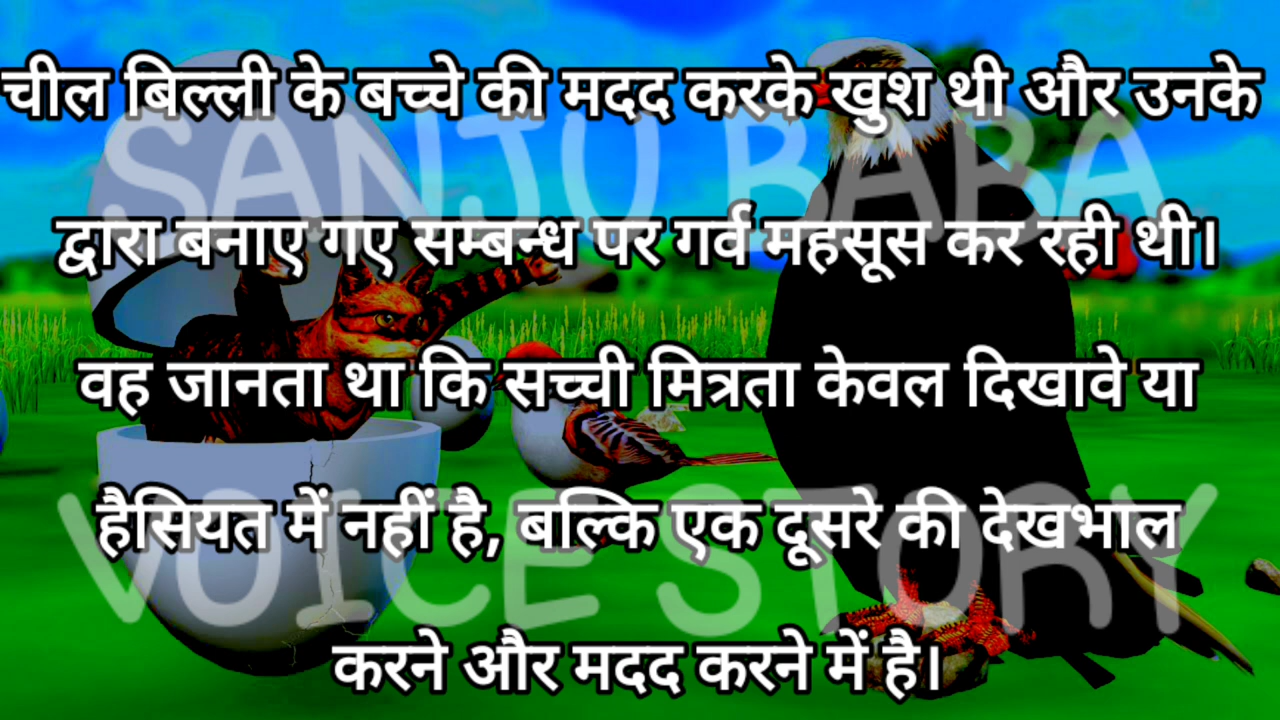 चील बिल्ली के बच्चे की मदद करके खुश थी और उनके
SANJU BABA
द्वारा बनाए गए सम्बन्ध पर गर्व महसूस कर रही थी।
वह जानता था कि सच्ची मित्रता केवल दिखावे या
हैसियत में नहीं है, बल्कि एक दूसरे की देखभाल
VOICE STORY
करने और मदद करने में है।